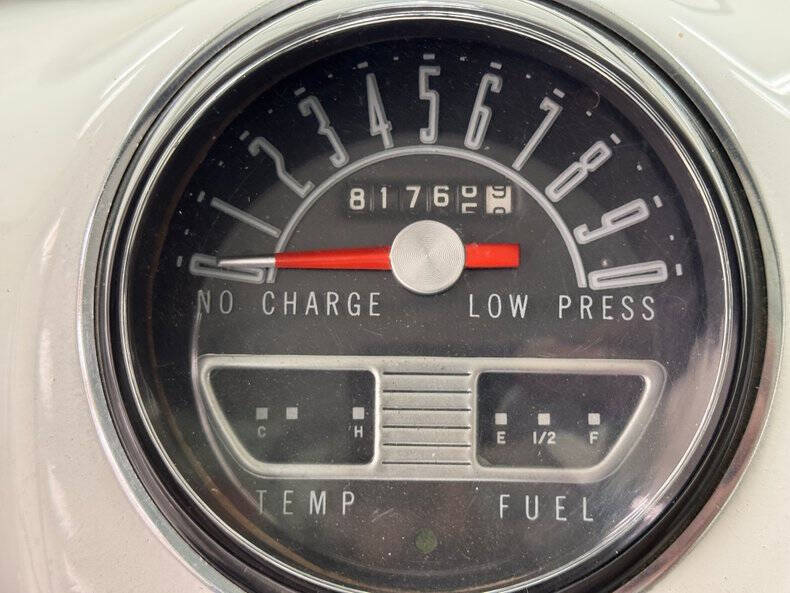 0 1 2 3 4 5 6 7 8 9 0
8176
NO CHARGE LOW PRESS
C H E 1/2 F
TEMP FUEL